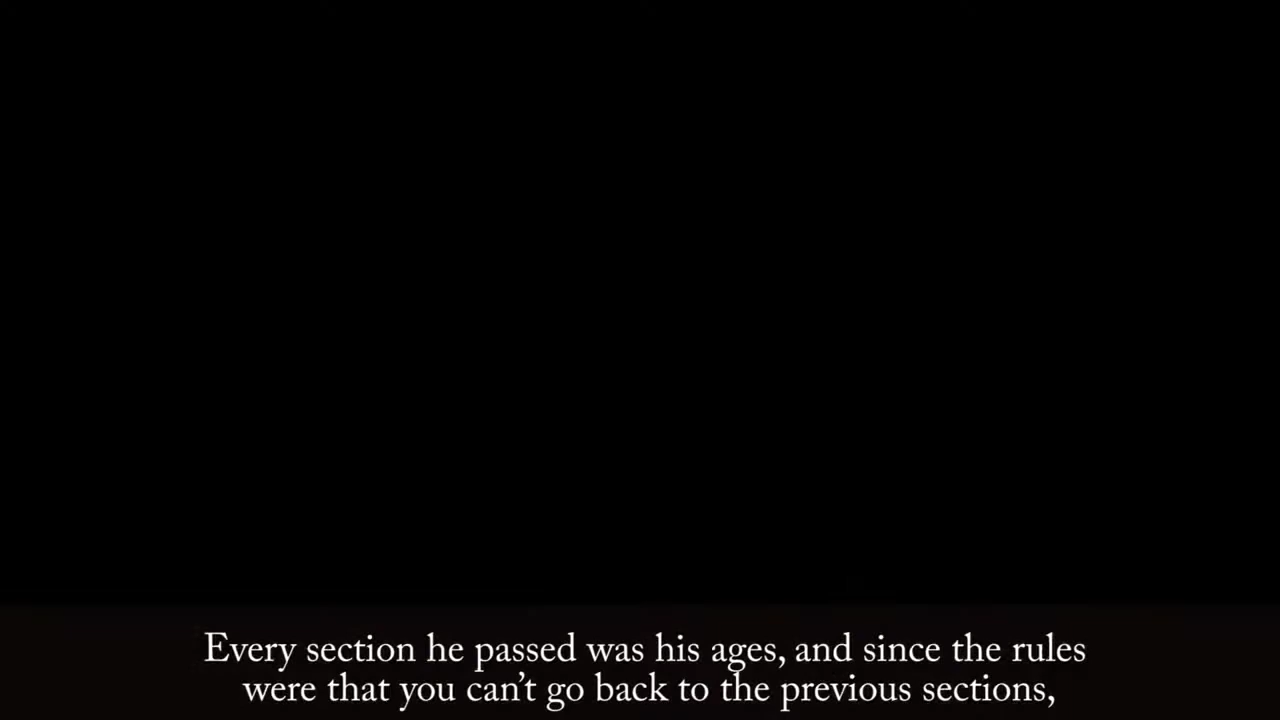 Every section he passed was his ages, and since the rules
were that you can’t go back to the previous sections,